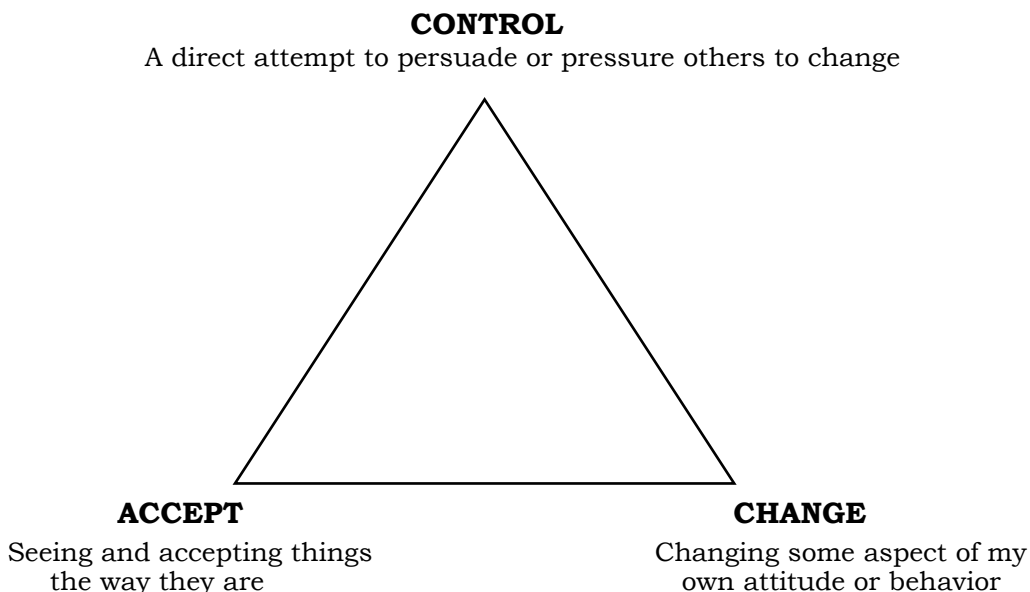 CONTROL
A direct attempt to persuade or pressure others to change
ACCEPT
Seeing and accepting things
the way they are
CHANGE
Changing some aspect of my
own attitude or behavior